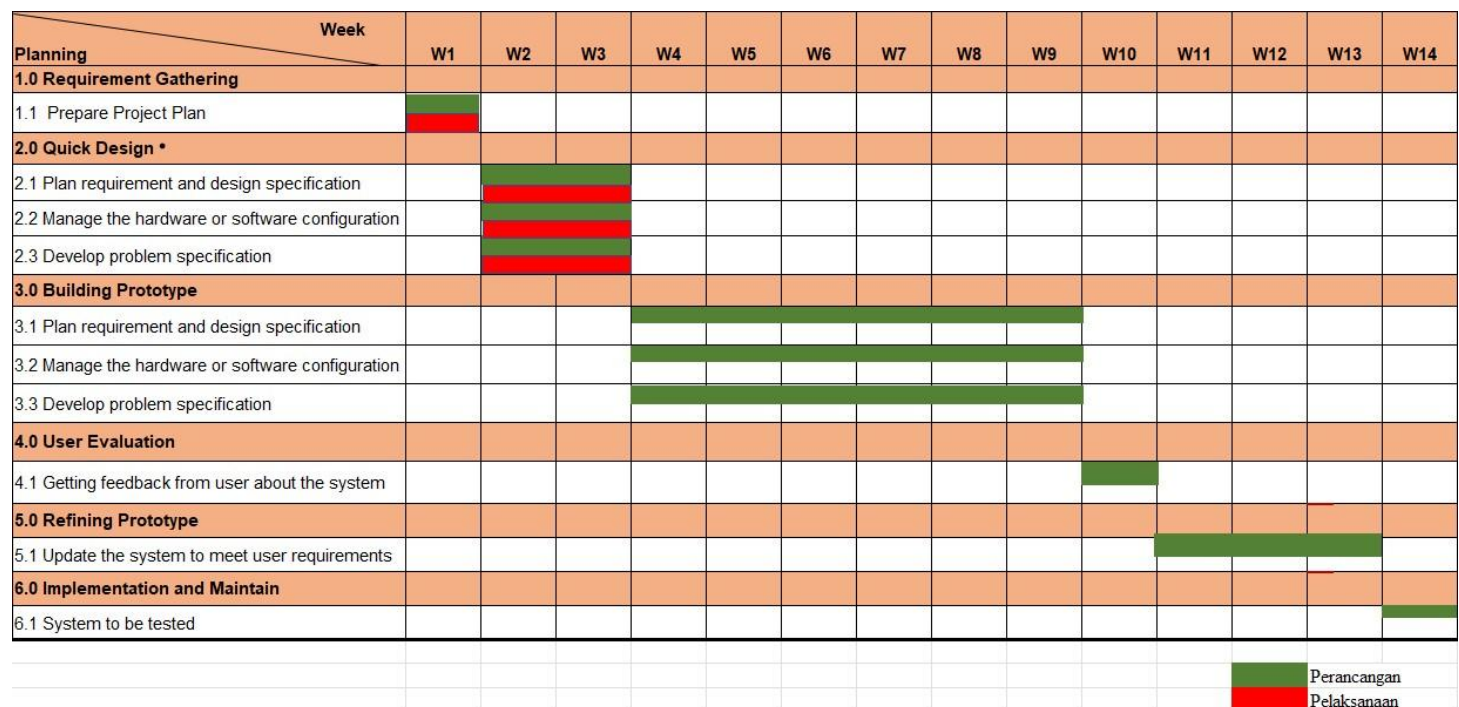 Week
Planning W1 W2 W3 W4 W5 W6 W7 W8 W9 W10 W11 W12 W13 W14
1.0 Requirement Gathering
1.1 Prepare Project Plan
2.0 Quick Design •
2.1 Plan requirement and design specification
2.2 Manage the hardware or software configuration
2.3 Develop problem specification
3.0 Building Prototype
3.1 Plan requirement and design specification
3.2 Manage the hardware or software configuration
3.3 Develop problem specification
4.0 User Evaluation
4.1 Getting feedback from user about the system
5.0 Refining Prototype
5.1 Update the system to meet user requirements
6.0 Implementation and Maintain
6.1 System to be tested
Perancangan
Pelaksanaan